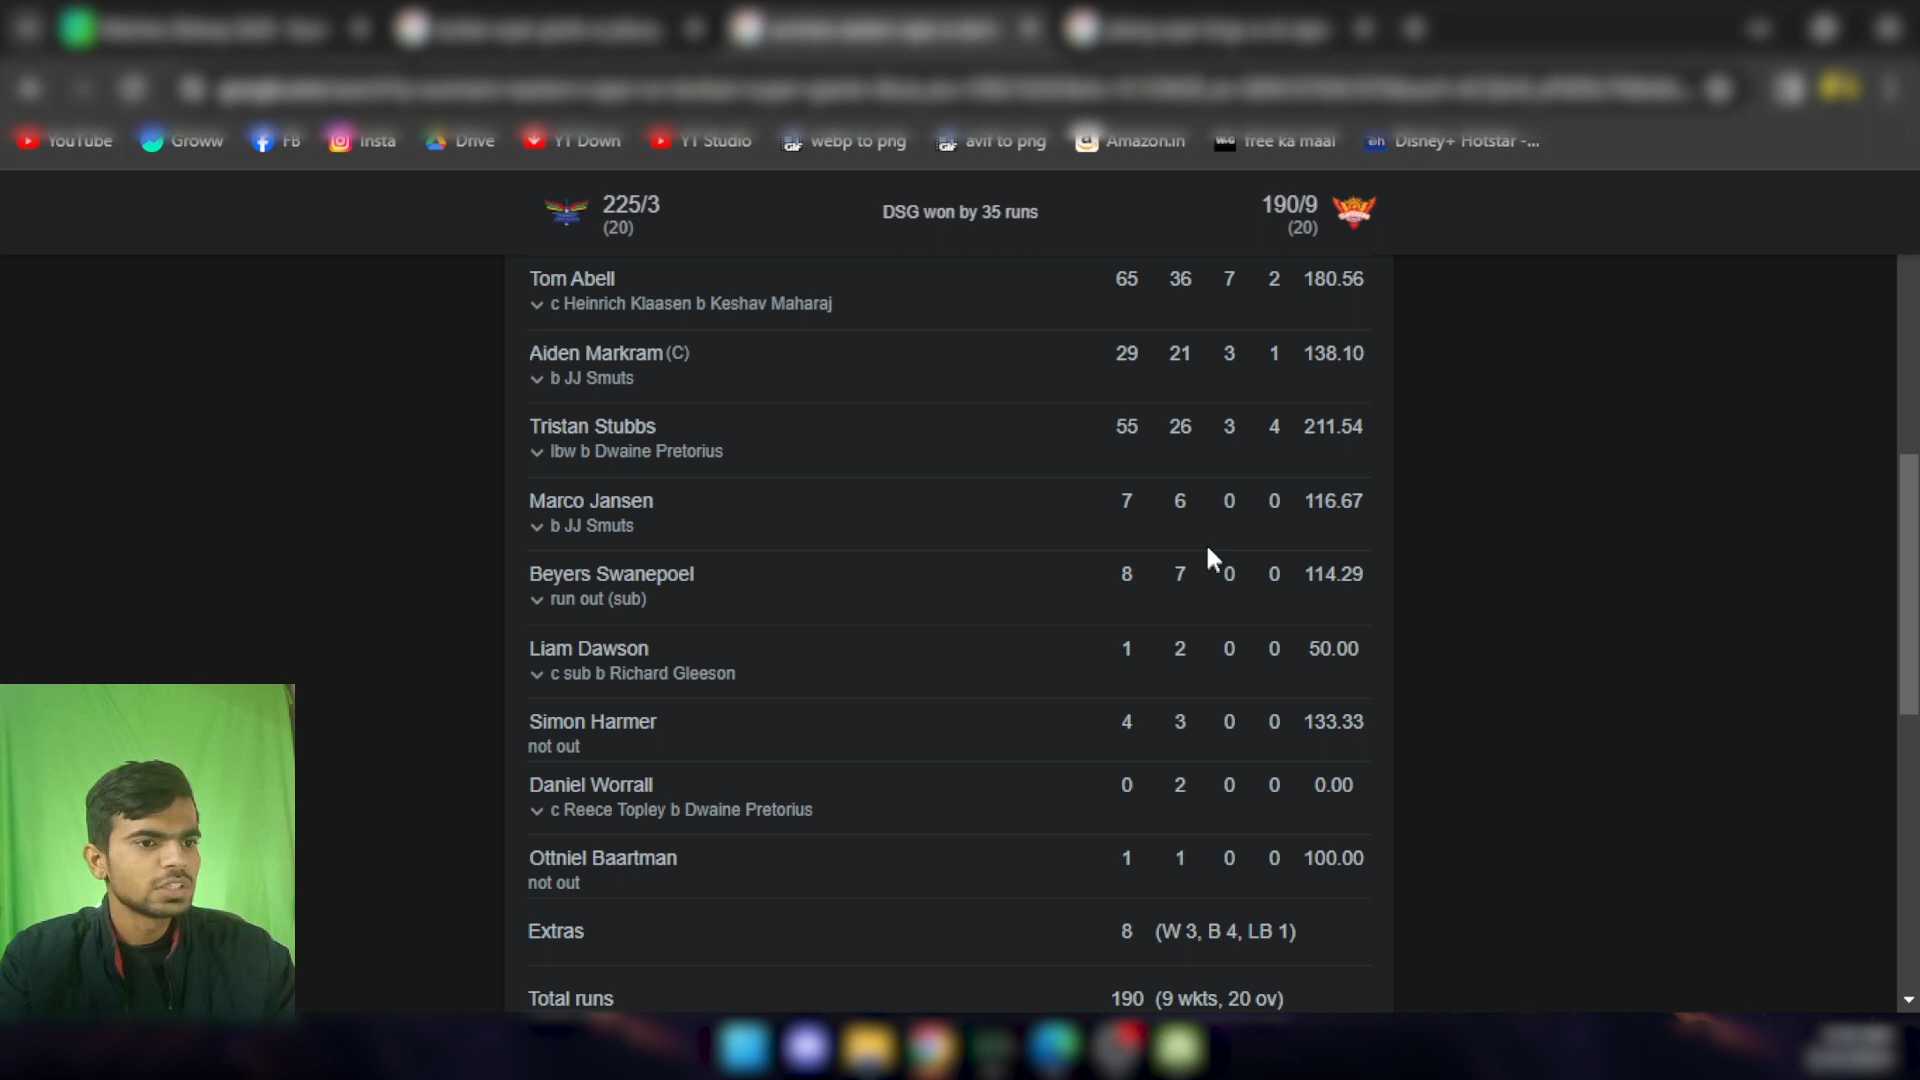 YouTube Groww FB Insta Drive YT Down YT Studio webp to png avif to png Amazon.in free ka maal Disney+ Hotstar -...
225/3
(20)
DSG won by 35 runs
190/9
(20)
Tom Abell 65 36 7 2 180.56
c Heinrich Klaasen b Keshav Maharaj
Aiden Markram (C) 29 21 3 1 138.10
b JJ Smuts
Tristan Stubbs 55 26 3 4 211.54
lbw b Dwaine Pretorius
Marco Jansen 7 6 0 0 116.67
b JJ Smuts
Beyers Swanepoel 8 7 0 0 114.29
run out (sub)
Liam Dawson 1 2 0 0 50.00
c sub b Richard Gleeson
Simon Harmer 4 3 0 0 133.33
not out
Daniel Worrall 0 2 0 0 0.00
c Reece Topley b Dwaine Pretorius
Ottniel Baartman 1 1 0 0 100.00
not out
Extras 8 (W 3, B 4, LB 1)
Total runs 190 (9 wkts, 20 ov)